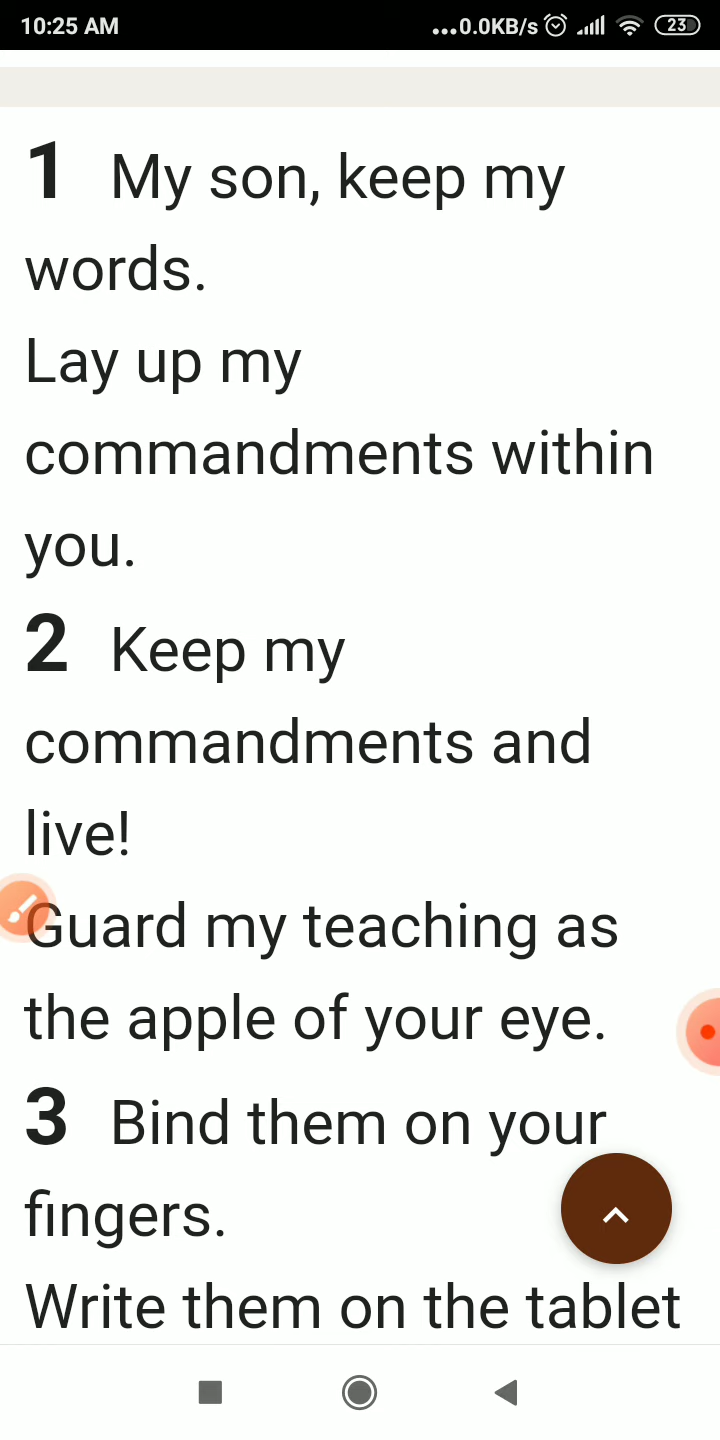 10:25 AM ...0.0KB/s 23
1 My son, keep my
words.
Lay up my
commandments within
you.
2 Keep my
commandments and
live!
Guard my teaching as
the apple of your eye.
3 Bind them on your
fingers.
Write them on the tablet